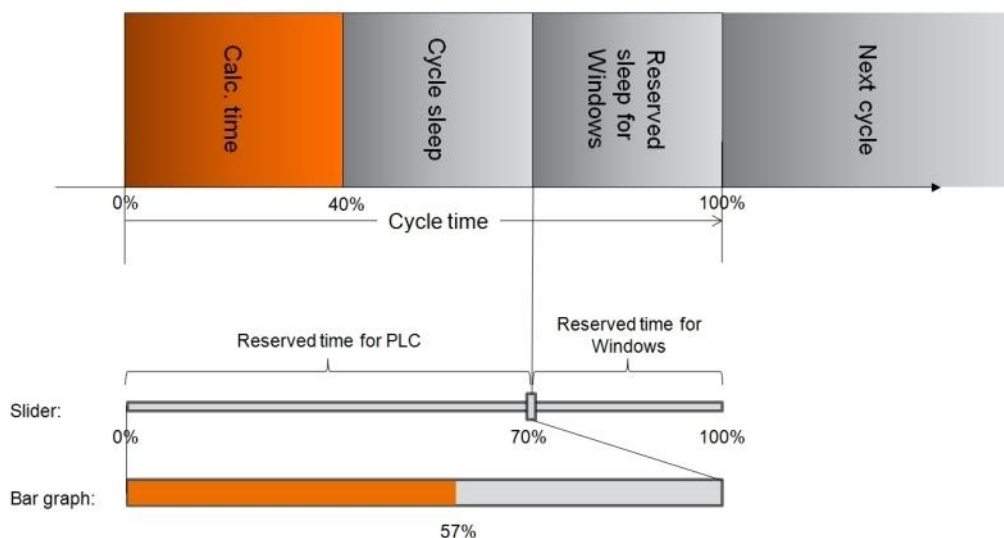 Calc. time
Cycle sleep
Reserved
sleep for
Windows
Next cycle
0%
40%
100%
Cycle time
Reserved time for PLC
Reserved time for
Windows
Slider:
0%
70%
100%
Bar graph:
57%